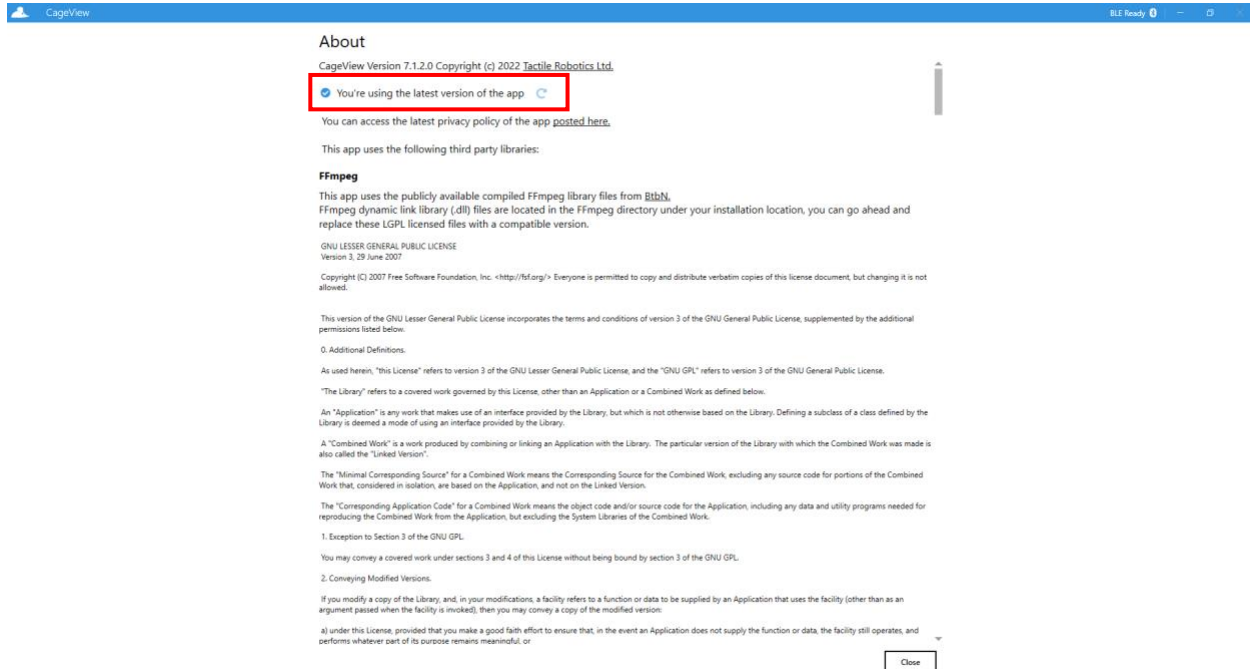 CageView
BLE Ready
About
CageView Version 7.1.2.0 Copyright (c) 2022 Tactile Robotics Ltd.
You're using the latest version of the app
You can access the latest privacy policy of the app posted here.
This app uses the following third party libraries:
FFmpeg
This app uses the publicly available compiled FFmpeg library files from BtbN.
FFmpeg dynamic link library (.dll) files are located in the FFmpeg directory under your installation location, you can go ahead and
replace these LGPL licensed files with a compatible version.
GNU LESSER GENERAL PUBLIC LICENSE
Version 3, 29 June 2007
Copyright (C) 2007 Free Software Foundation, Inc. <http://fsf.org/> Everyone is permitted to copy and distribute verbatim copies of this license document, but changing it is not
allowed.
This version of the GNU Lesser General Public License incorporates the terms and conditions of version 3 of the GNU General Public License, supplemented by the additional
permissions listed below.
0. Additional Definitions.
As used herein, "this License" refers to version 3 of the GNU Lesser General Public License, and the "GNU GPL" refers to version 3 of the GNU General Public License.
"The Library" refers to a covered work governed by this License, other than an Application or a Combined Work as defined below.
An "Application" is any work that makes use of an interface provided by the Library, but which is not otherwise based on the Library. Defining a subclass of a class defined by the
Library is deemed a mode of using an interface provided by the Library.
A "Combined Work" is a work produced by combining or linking an Application with the Library. The particular version of the Library with which the Combined Work was made is
also called the "Linked Version".
The "Minimal Corresponding Source" for a Combined Work means the Corresponding Source for the Combined Work, excluding any source code for portions of the Combined
Work that, considered in isolation, are based on the Application, and not on the Linked Version.
The "Corresponding Application Code" for a Combined Work means the object code and/or source code for the Application, including any data and utility programs needed for
reproducing the Combined Work from the Application, but excluding the System Libraries of the Combined Work.
1. Exception to Section 3 of the GNU GPL.
You may convey a covered work under sections 3 and 4 of this License without being bound by section 3 of the GNU GPL.
2. Conveying Modified Versions.
If you modify a copy of the Library, and, in your modifications, a facility refers to a function or data to be supplied by an Application that uses the facility (other than as an
argument passed when the facility is invoked), then you may convey a copy of the modified version:
a) under this License, provided that you make a good faith effort to ensure that, in the event an Application does not supply the function or data, the facility still operates, and
performs whatever part of its purpose remains meaningful, or
Close